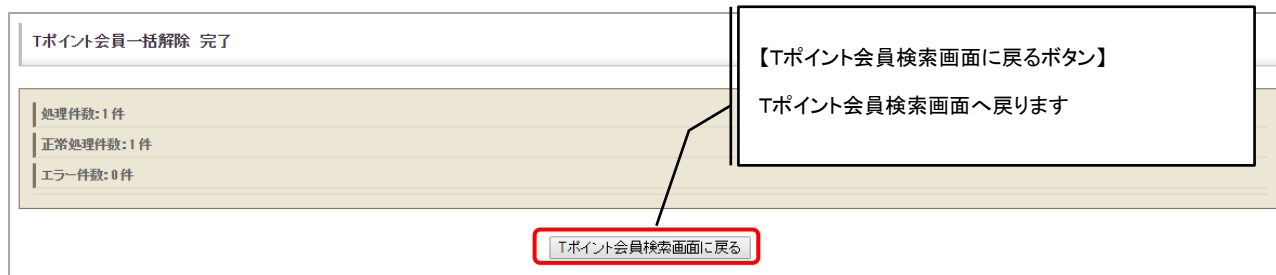 Tポイント会員一括解除 完了
【Tポイント会員検索画面に戻るボタン】
Tポイント会員検索画面へ戻ります
処理件数:1件
正常処理件数:1件
エラー件数:0件
Tポイント会員検索画面に戻る